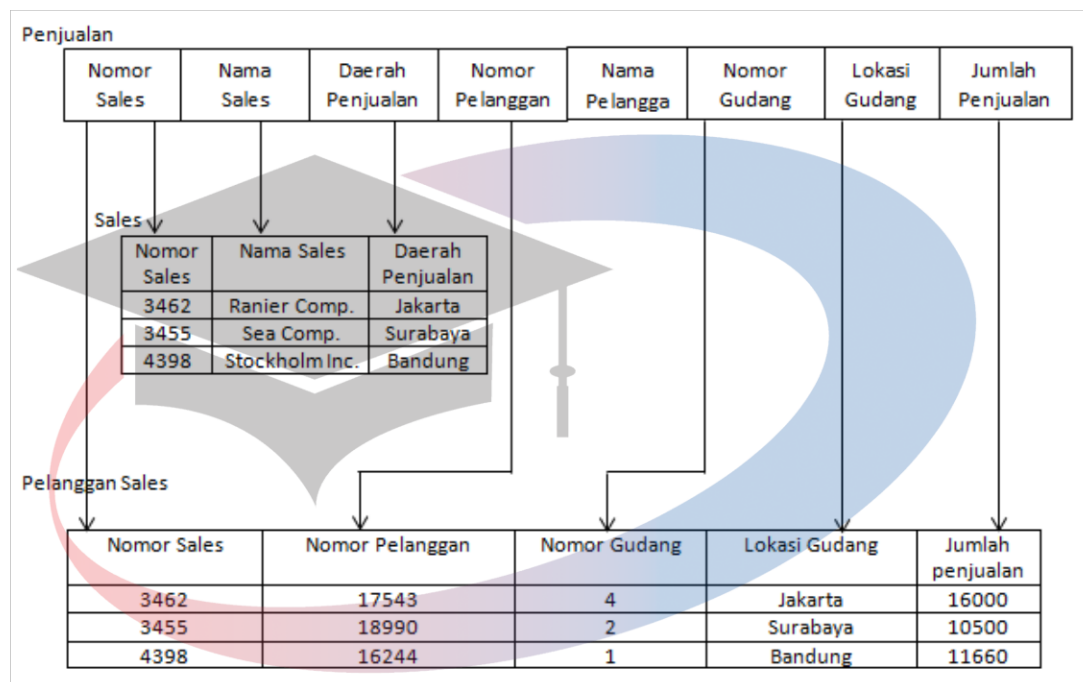 Penjualan
Nomor Sales Nama Sales Daerah Penjualan Nomor Pelanggan Nama Pelangga Nomor Gudang Lokasi Gudang Jumlah Penjualan
Sales
Nomor Sales Nama Sales Daerah Penjualan
3462 Ranier Comp. Jakarta
3455 Sea Comp. Surabaya
4398 Stockholm Inc. Bandung
Pelanggan Sales
Nomor Sales Nomor Pelanggan Nomor Gudang Lokasi Gudang Jumlah penjualan
3462 17543 4 Jakarta 16000
3455 18990 2 Surabaya 10500
4398 16244 1 Bandung 11660